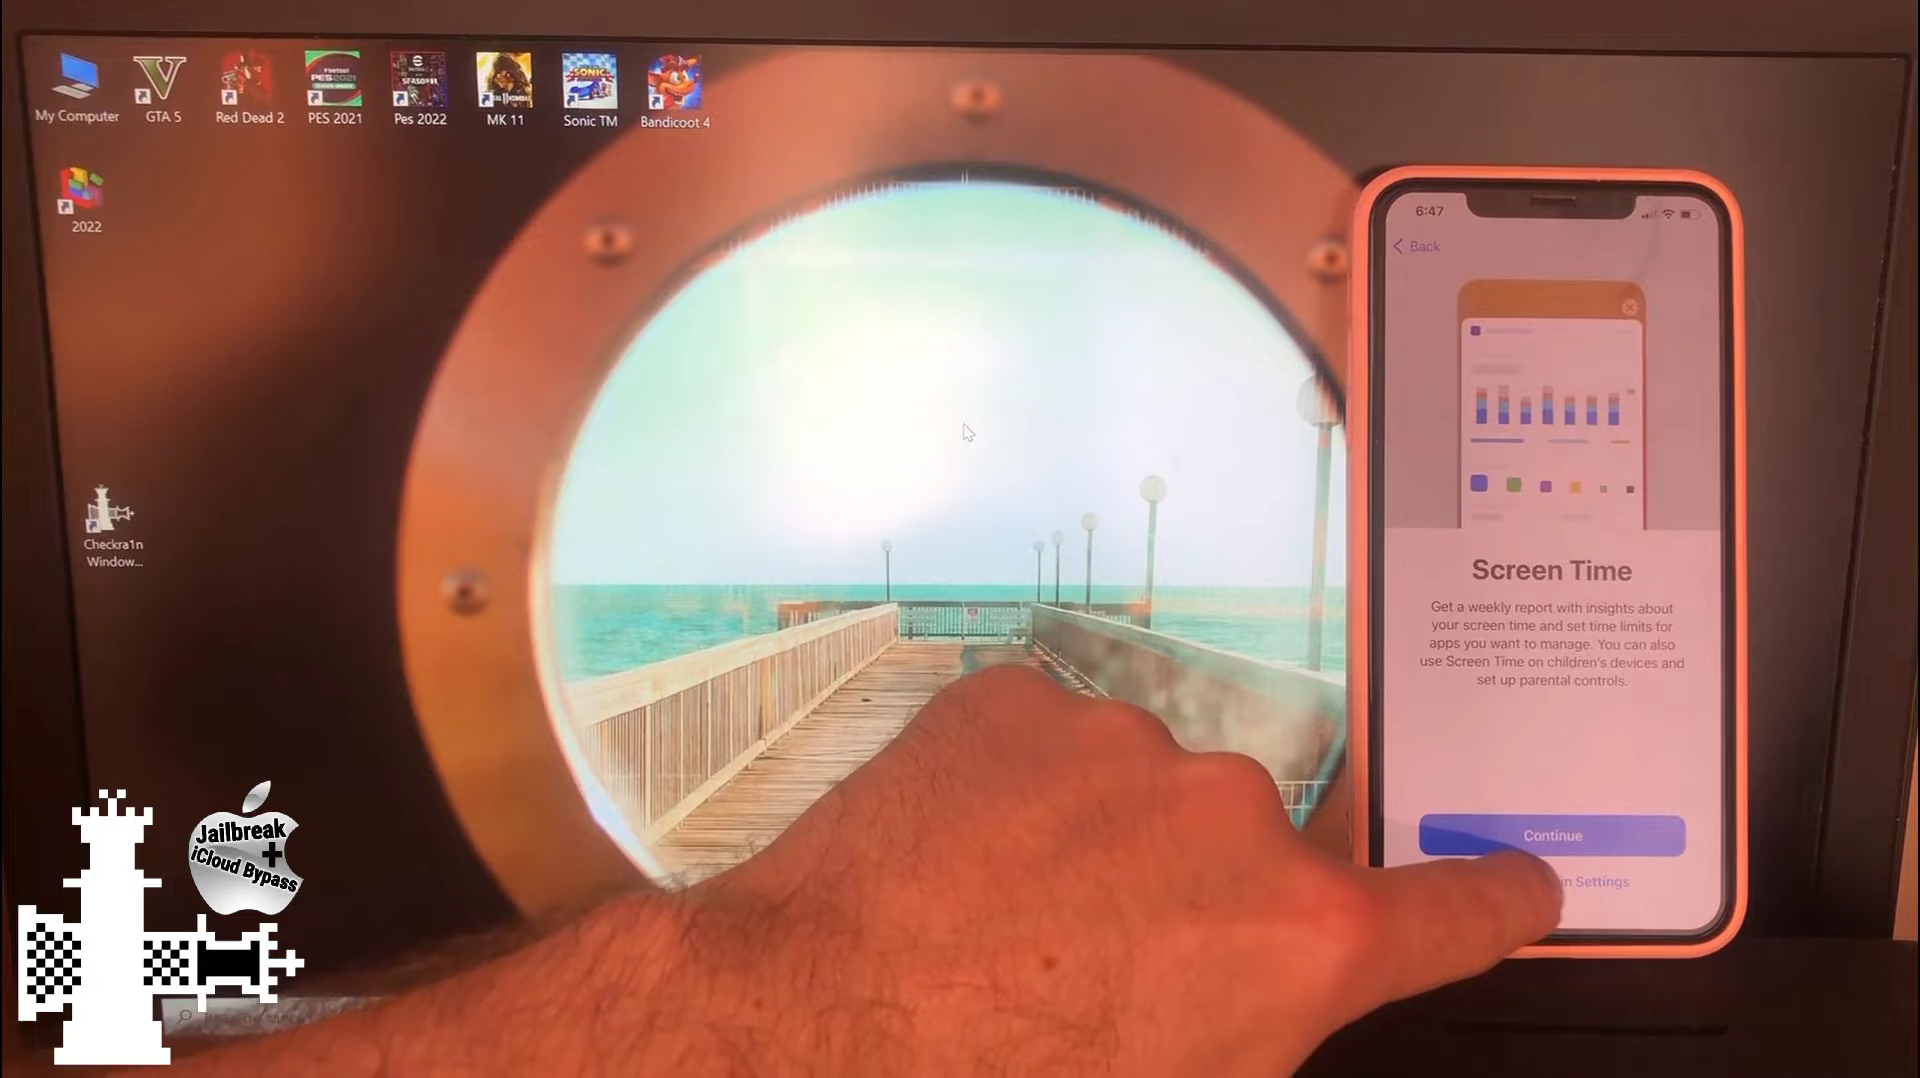 My Computer
GTA 5
Red Dead 2
PES 2021
Pes 2022
MK 11
Sonic TM
Bandicoot 4
2022
Checkra1n
Window...
6:47
Back
Screen Time
Get a weekly report with insights about
your screen time and set time limits for
apps you want to manage. You can also
use Screen Time on children's devices and
set up parental controls.
Continue
in Settings
Jailbreak
+
iCloud Bypass